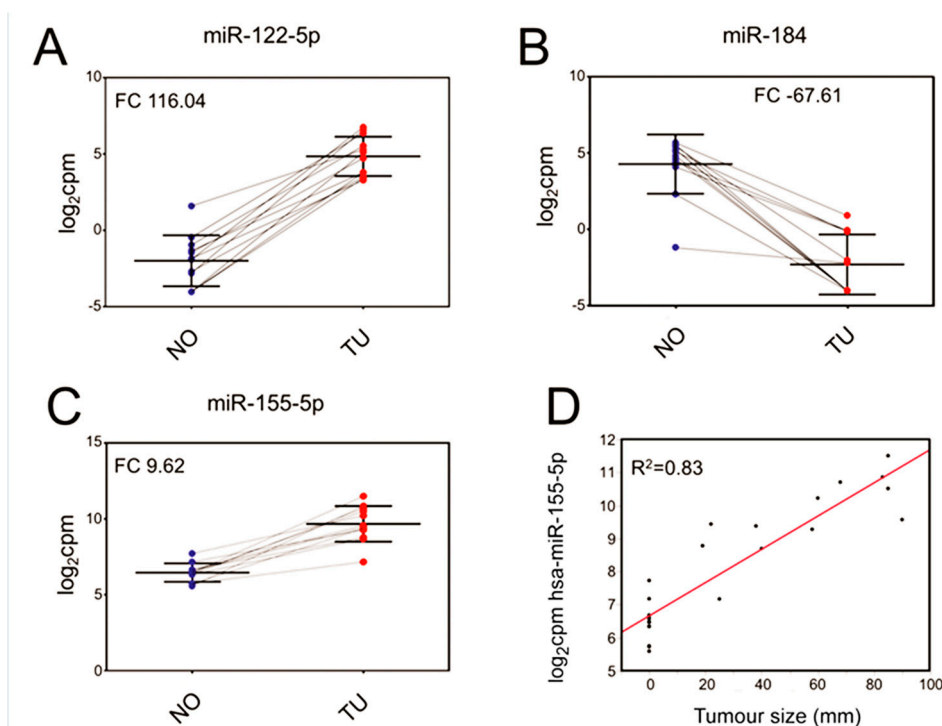 A
miR-122-5p
FC 116.04
log2cpm
10
5
0
-5
NO
TU
B
miR-184
FC -67.61
log2cpm
10
5
0
-5
NO
TU
C
miR-155-5p
FC 9.62
log2cpm
15
10
5
0
NO
TU
D
R²=0.83
log2cpm hsa-miR-155-5p
12
11
10
9
8
7
6
5
0
20
40
60
80
100
Tumour size (mm)